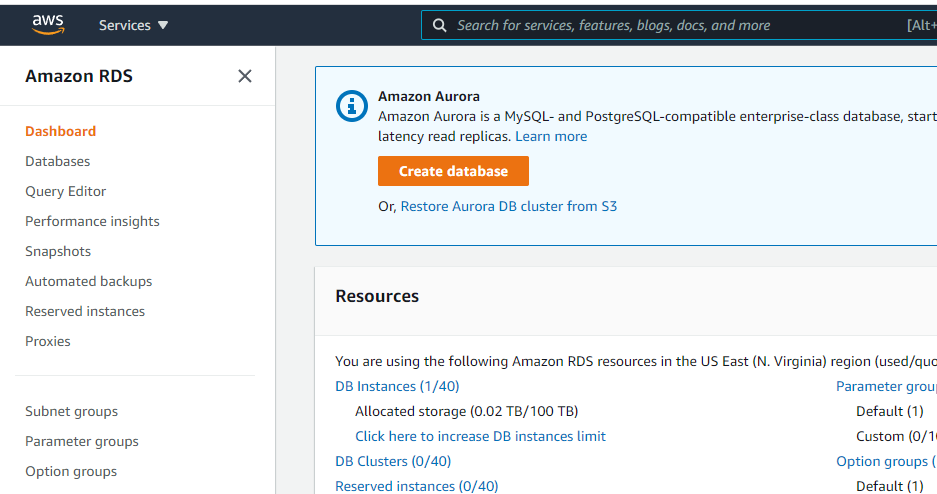 aws
Services
Search for services, features, blogs, docs, and more
[Alt+
Amazon RDS
Dashboard
Databases
Query Editor
Performance insights
Snapshots
Automated backups
Reserved instances
Proxies
Subnet groups
Parameter groups
Option groups
Amazon Aurora
Amazon Aurora is a MySQL- and PostgreSQL-compatible enterprise-class database, start
latency read replicas. Learn more
Create database
Or, Restore Aurora DB cluster from S3
Resources
You are using the following Amazon RDS resources in the US East (N. Virginia) region (used/quo
DB Instances (1/40)
Allocated storage (0.02 TB/100 TB)
Click here to increase DB instances limit
DB Clusters (0/40)
Reserved instances (0/40)
Parameter group
Default (1)
Custom (0/10
Option groups (
Default (1)